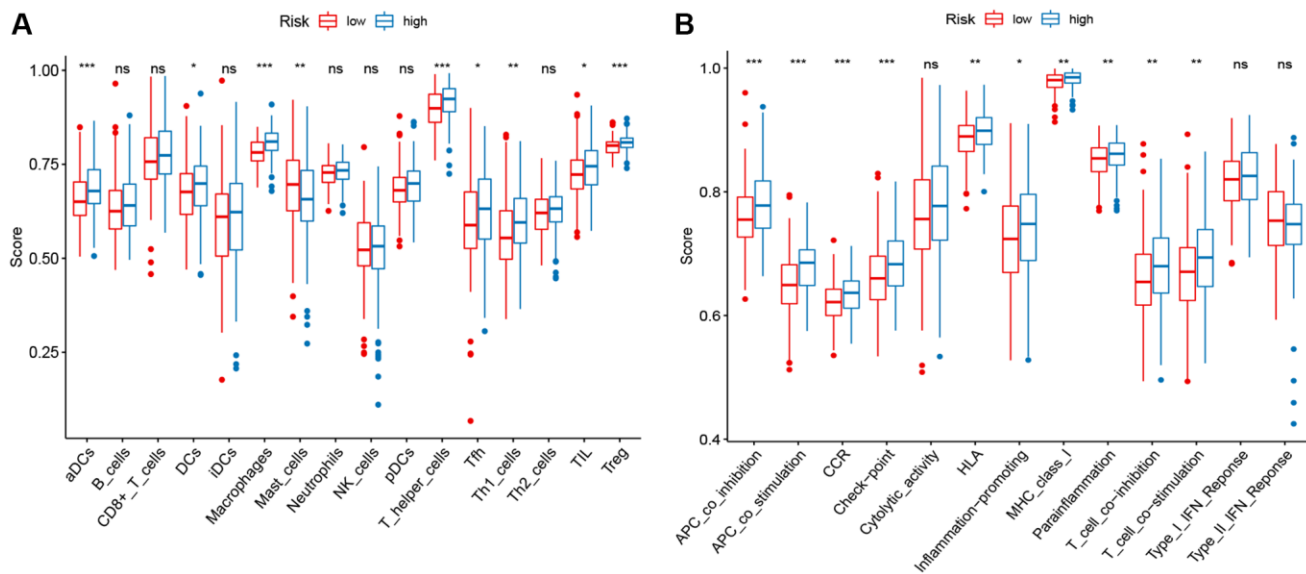 A
Risk low high
1.00
0.75
0.50
0.25
Score
*** ns ns * ns *** ** ns ns ns *** * ** ns * ***
aDCs
B_cells
CD8+_T_cells
DCs
iDCs
Macrophages
Mast_cells
Neutrophils
NK_cells
pDCs
T_helper_cells
Tfh
Th1_cells
Th2_cells
TIL
Treg
B
Risk low high
1.0
0.8
0.6
0.4
Score
*** *** *** *** ns ** * ** ** ** ** ns ns
APC_co_inhibition
APC_co_stimulation
CCR
Check-point
Cytolytic_activity
HLA
Inflammation-promoting
MHC_class_I
Parainflammation
T_cell_co-inhibition
T_cell_co-stimulation
Type_I_IFN_Reponse
Type_II_IFN_Reponse